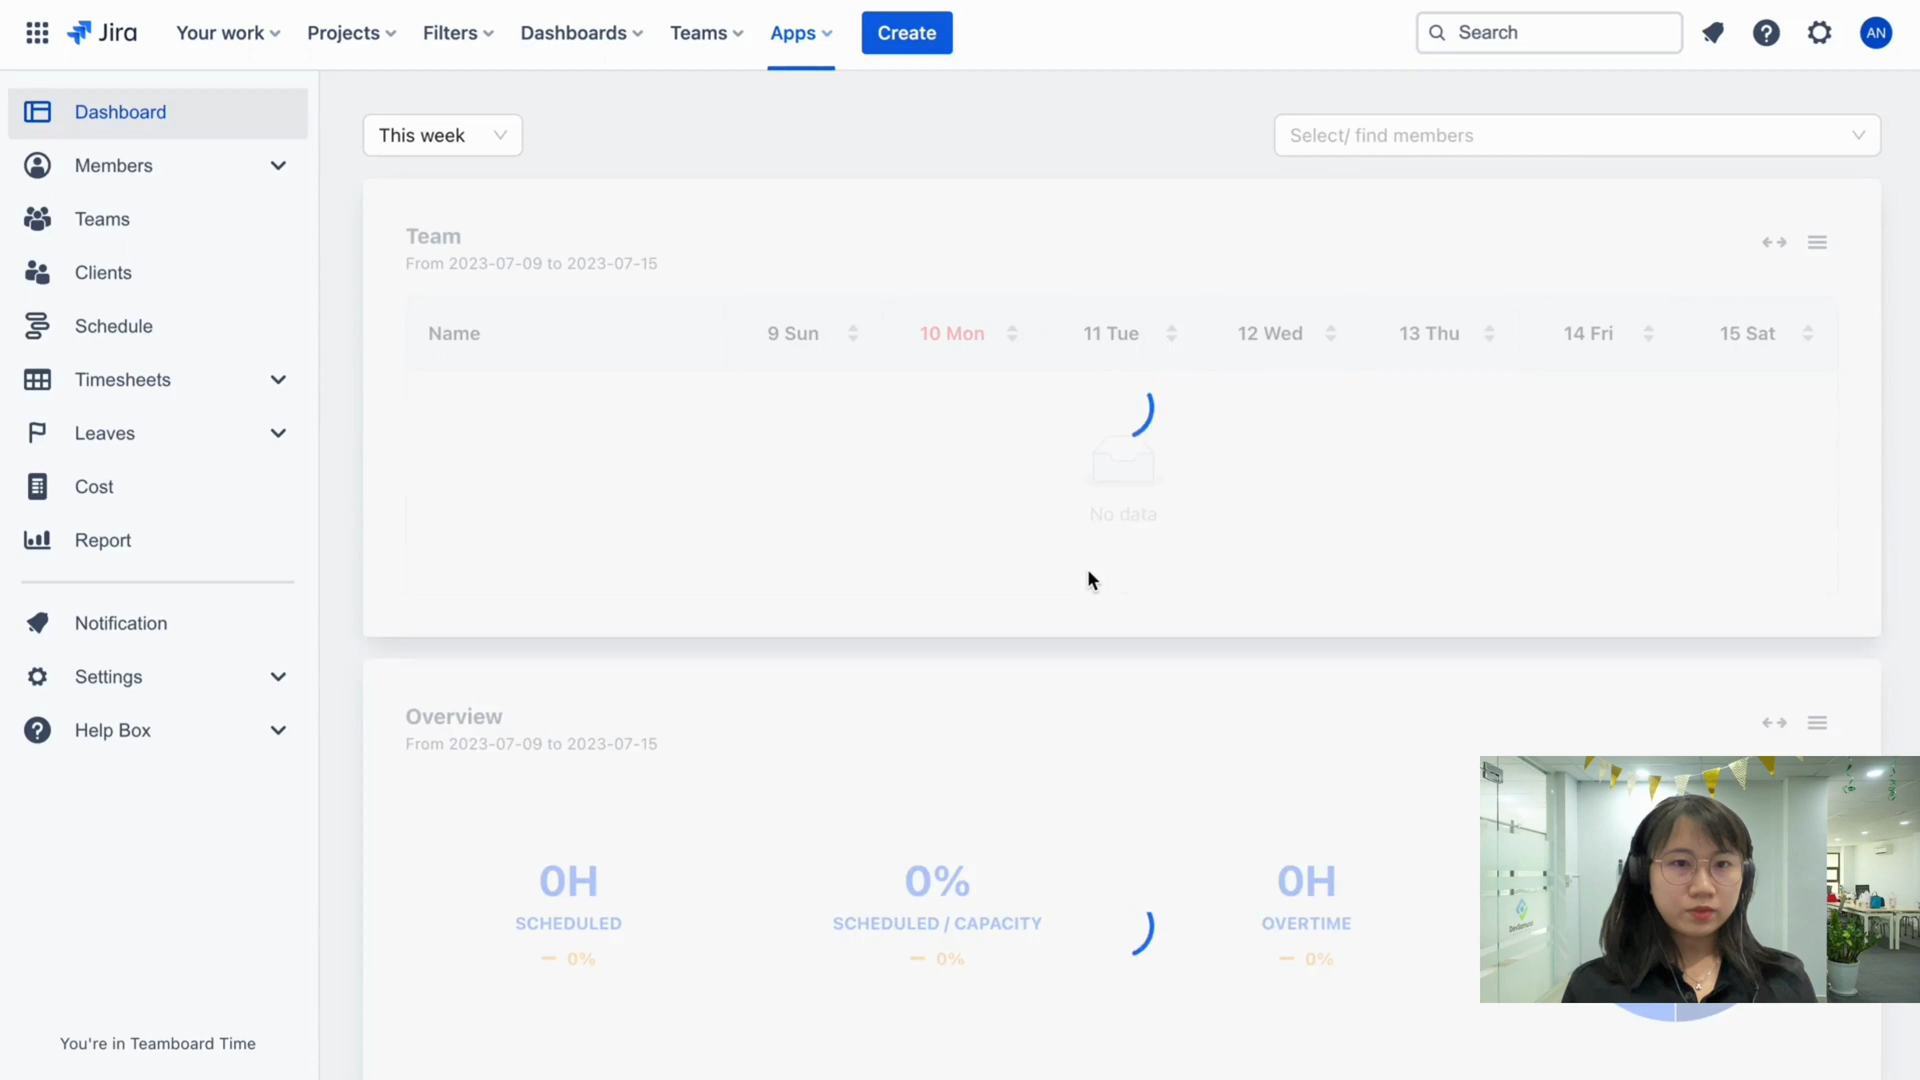 Jira
Your work
Projects
Filters
Dashboards
Teams
Apps
Create
Search
AN
Dashboard
Members
Teams
Clients
Schedule
Timesheets
Leaves
Cost
Report
Notification
Settings
Help Box
You're in Teamboard Time
This week
Select/ find members
Team
From 2023-07-09 to 2023-07-15
Name 9 Sun 10 Mon 11 Tue 12 Wed 13 Thu 14 Fri 15 Sat
No data
Overview
From 2023-07-09 to 2023-07-15
0H 0% 0H
SCHEDULED SCHEDULED / CAPACITY OVERTIME
0% 0% 0%
DevSamurai